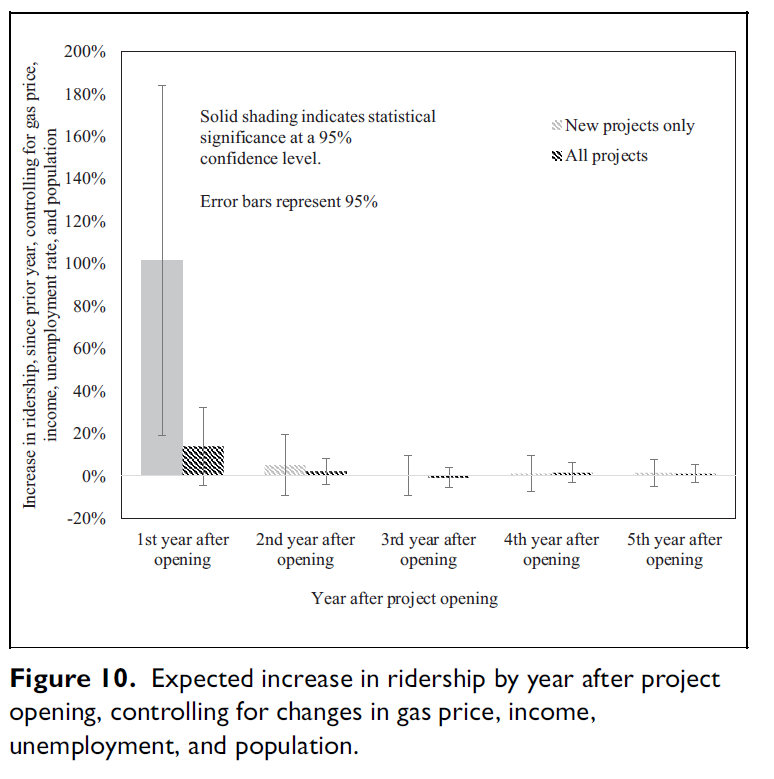 200%
180%
160%
140%
120%
100%
80%
60%
40%
20%
0%
-20%
Increase in ridership, since prior year, controlling for gas price,
income, unemployment rate, and population
Solid shading indicates statistical
significance at a 95%
confidence level.
Error bars represent 95%
New projects only
All projects
1st year after
opening
2nd year after
opening
3rd year after
opening
4th year after
opening
5th year after
opening
Year after project opening
Figure 10. Expected increase in ridership by year after project
opening, controlling for changes in gas price, income,
unemployment, and population.